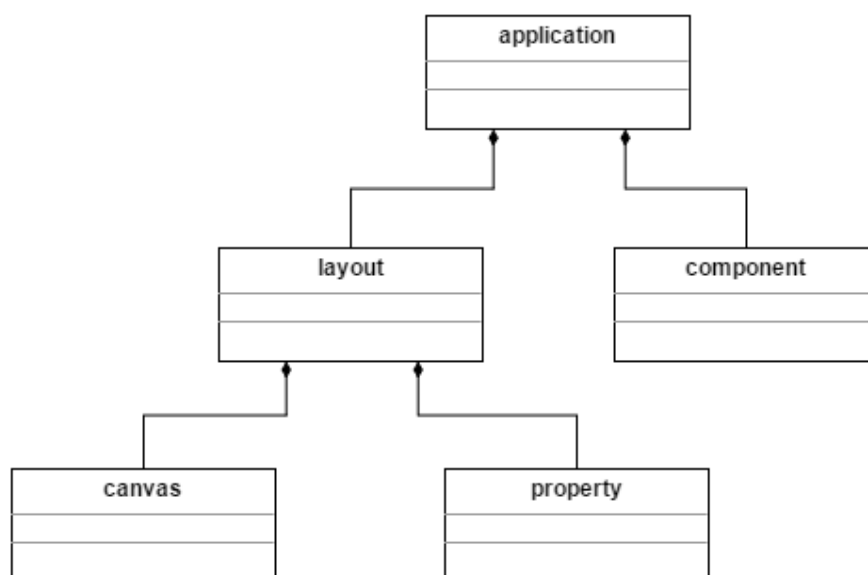 application
layout
component
canvas
property